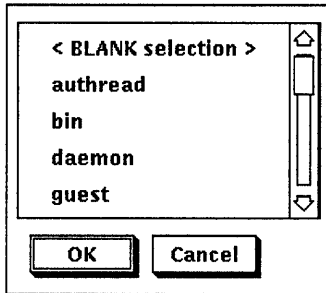 < BLANK selection >
authread
bin
daemon
guest
OK
Cancel